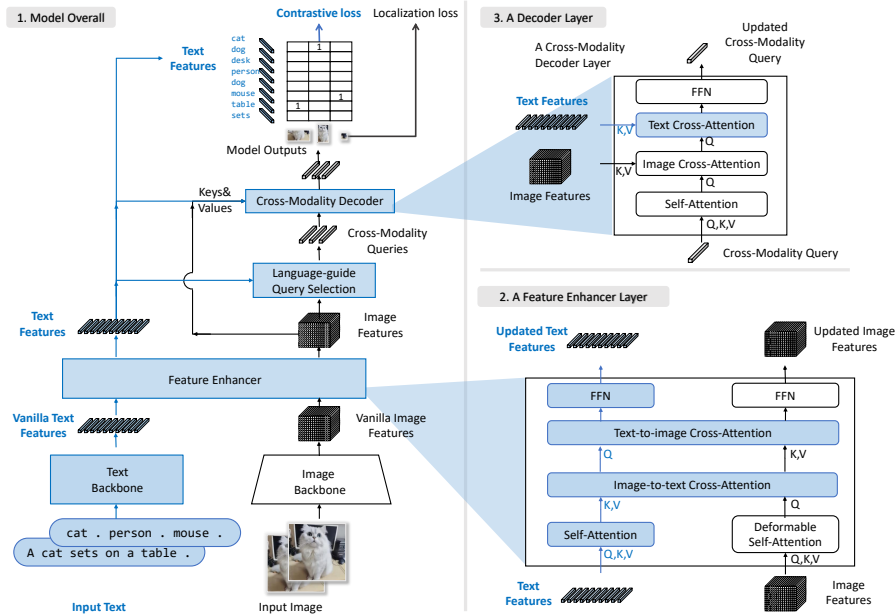 1. Model Overall
Contrastive loss
Localization loss
Text
Features
cat
dog
desk
person
dog
mouse
table
sets
1
1
1
Model Outputs
Keys&
Values
Cross-Modality Decoder
Cross-Modality
Queries
Language-guide
Query Selection
Text
Features
Image
Features
Feature Enhancer
Vanilla Text
Features
Vanilla Image
Features
Text
Backbone
Image
Backbone
cat . person . mouse .
A cat sets on a table .
Input Text
Input Image
3. A Decoder Layer
Updated
Cross-Modality
Query
A Cross-Modality
Decoder Layer
FFN
Text Features
Text Cross-Attention
K,V
Q
Image Cross-Attention
K,V
Q
Image Features
Self-Attention
Q,K,V
Cross-Modality Query
2. A Feature Enhancer Layer
Updated Text
Features
Updated Image
Features
FFN
FFN
Text-to-image Cross-Attention
Q
K,V
Image-to-text Cross-Attention
K,V
Q
Self-Attention
Deformable
Self-Attention
Q,K,V
Q,K,V
Text
Features
Image
Features